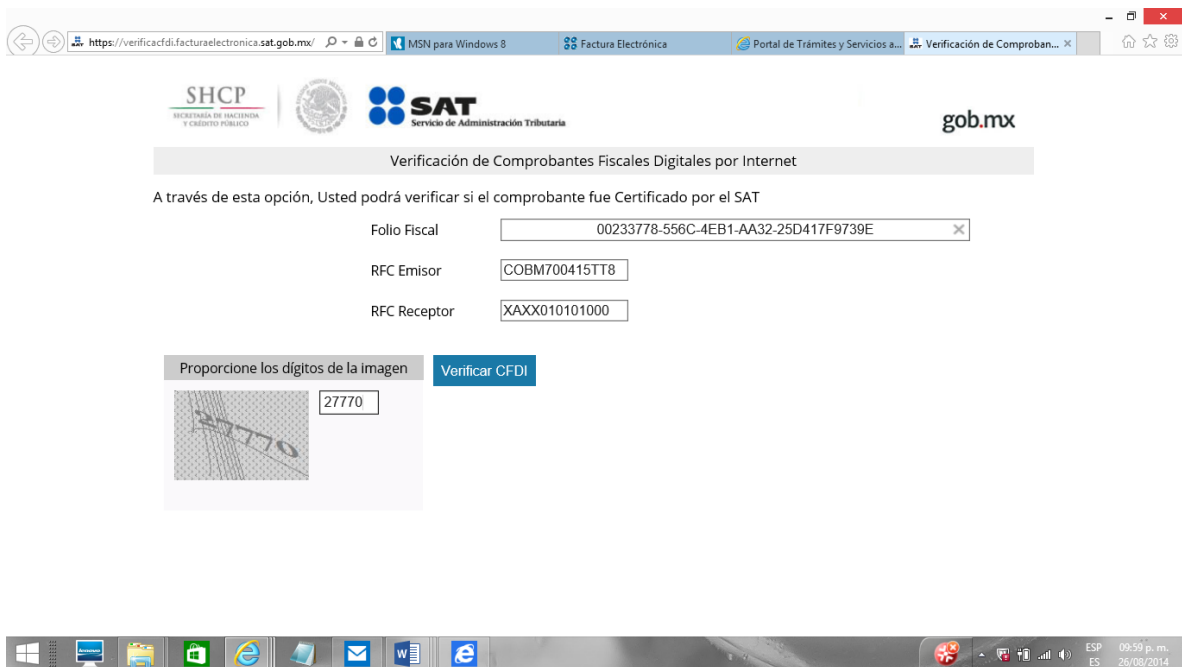 https://verificacfdi.facturaelectronica.sat.gob.mx/
MSN para Windows 8
Factura Electrónica
Portal de Trámites y Servicios a...
Verificación de Comproban...
SHCP
SECRETARÍA DE HACIENDA
Y CRÉDITO PÚBLICO
SAT
Servicio de Administración Tributaria
gob.mx
Verificación de Comprobantes Fiscales Digitales por Internet
A través de esta opción, Usted podrá verificar si el comprobante fue Certificado por el SAT
Folio Fiscal
00233778-556C-4EB1-AA32-25D417F9739E
RFC Emisor
COBM700415TT8
RFC Receptor
XAXX010101000
Proporcione los dígitos de la imagen
Verificar CFDI
27770
27770
ESP
09:59 p. m.
ES
26/08/2014